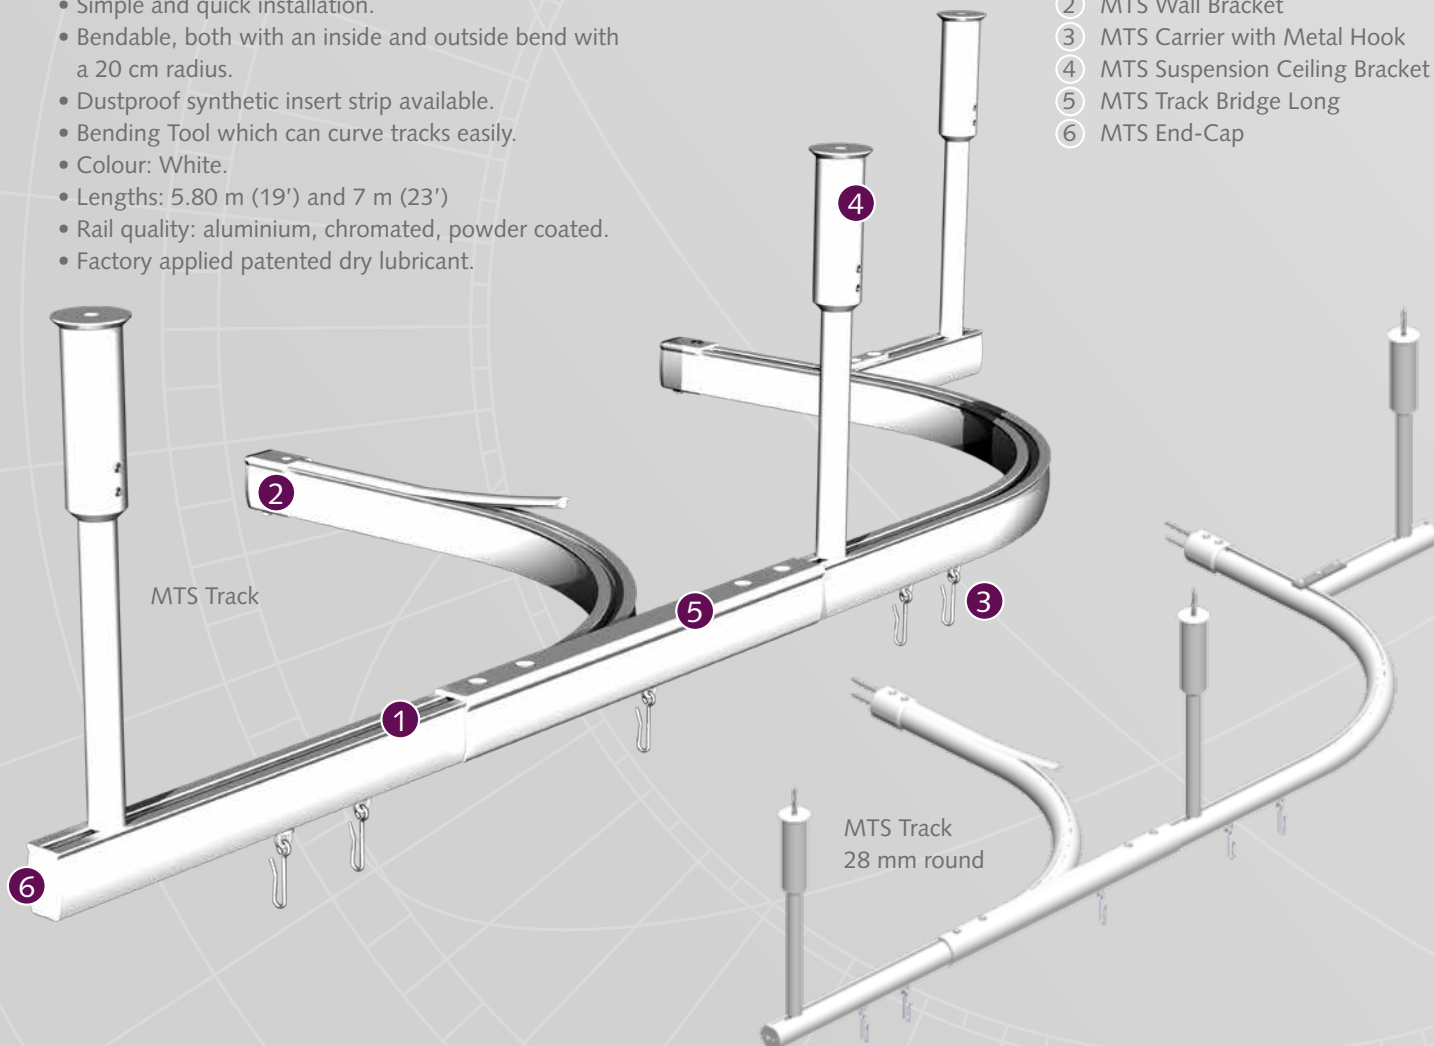 • Simple and quick installation.
• Bendable, both with an inside and outside bend with
a 20 cm radius.
• Dustproof synthetic insert strip available.
• Bending Tool which can curve tracks easily.
• Colour: White.
• Lengths: 5.80 m (19’) and 7 m (23’)
• Rail quality: aluminium, chromated, powder coated.
• Factory applied patented dry lubricant.
2 MTS Wall Bracket
3 MTS Carrier with Metal Hook
4 MTS Suspension Ceiling Bracket
5 MTS Track Bridge Long
6 MTS End-Cap
4
2
MTS Track
5
3
1
6
MTS Track
28 mm round